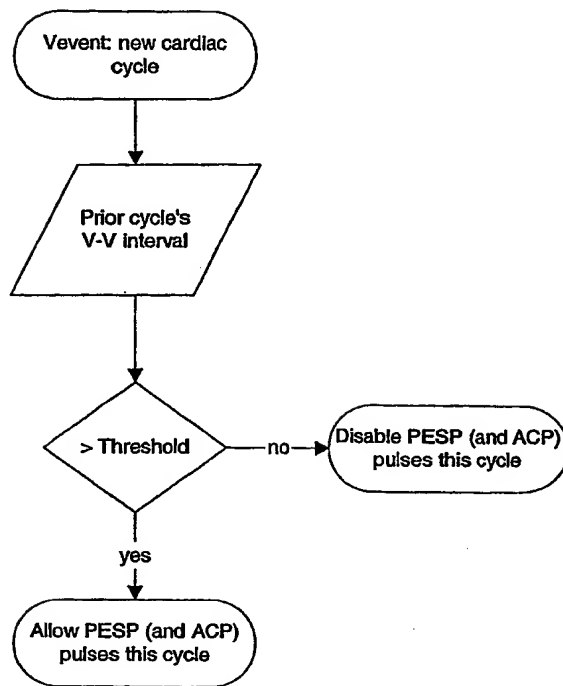 Vevent: new cardiac
cycle
Prior cycle's
V-V interval
> Threshold
no
Disable PESP (and ACP)
pulses this cycle
yes
Allow PESP (and ACP)
pulses this cycle